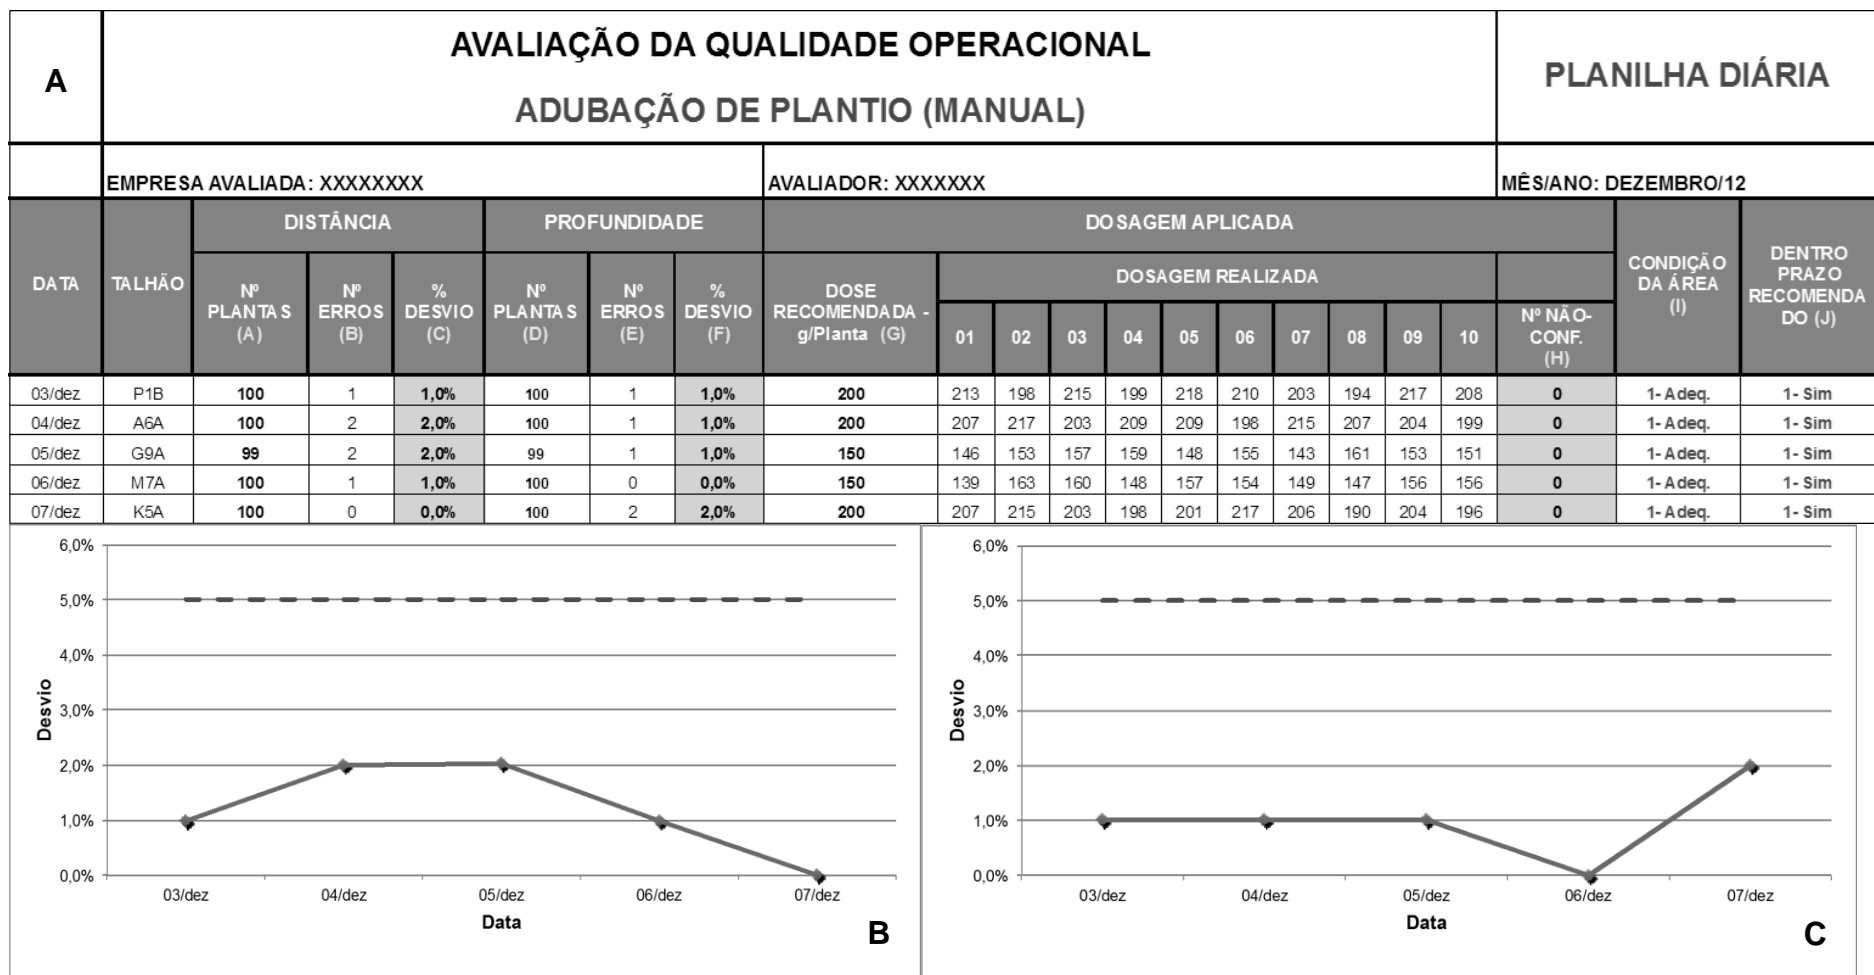 A
AVALIAÇÃO DA QUALIDADE OPERACIONAL
ADUBAÇÃO DE PLANTIO (MANUAL)
PLANILHA DIÁRIA
EMPRESA AVALIADA: XXXXXXXX AVALIADOR: XXXXXXX MÊS/ANO: DEZEMBRO/12
DATA TALHÃO DISTÂNCIA PROFUNDIDADE DOSAGEM APLICADA CONDIÇÃO DA ÁREA (I) DENTRO PRAZO RECOMENDA DO (J)
Nº PLANTAS (A) Nº ERROS (B) % DESVIO (C) Nº PLANTAS (D) Nº ERROS (E) % DESVIO (F) DOSE RECOMENDADA - g/Planta (G) DOSAGEM REALIZADA
01 02 03 04 05 06 07 08 09 10 Nº NÃO-CONF. (H)
03/dez P1B 100 1 1,0% 100 1 1,0% 200 213 198 215 199 218 210 203 194 217 208 0 1- Adeq. 1- Sim
04/dez A6A 100 2 2,0% 100 1 1,0% 200 207 217 203 209 209 198 215 207 204 199 0 1- Adeq. 1- Sim
05/dez G9A 99 2 2,0% 99 1 1,0% 150 146 153 157 159 148 155 143 161 153 151 0 1- Adeq. 1- Sim
06/dez M7A 100 1 1,0% 100 0 0,0% 150 139 163 160 148 157 154 149 147 156 156 0 1- Adeq. 1- Sim
07/dez K5A 100 0 0,0% 100 2 2,0% 200 207 215 203 198 201 217 206 190 204 196 0 1- Adeq. 1- Sim
6,0%
5,0%
4,0%
3,0%
2,0%
1,0%
0,0%
Desvio
03/dez 04/dez 05/dez 06/dez 07/dez
Data
B
6,0%
5,0%
4,0%
3,0%
2,0%
1,0%
0,0%
Desvio
03/dez 04/dez 05/dez 06/dez 07/dez
Data
C